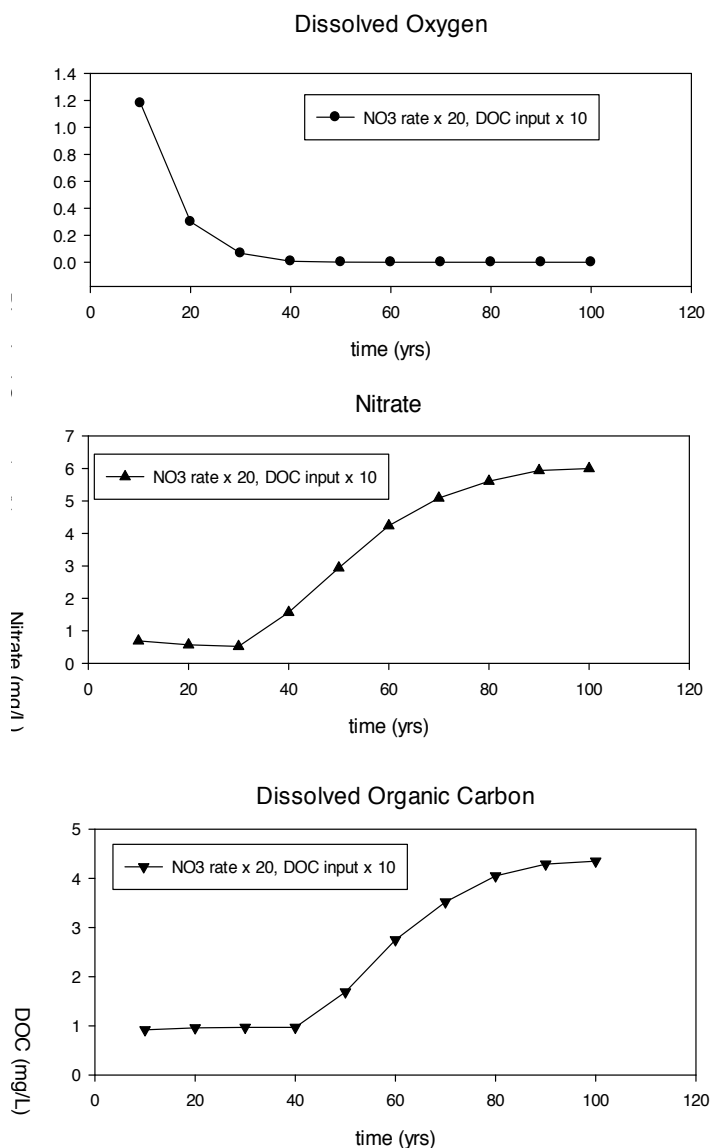 Dissolved Oxygen
1.4
1.2
1.0
0.8
0.6
0.4
0.2
0.0
NO3 rate x 20, DOC input x 10
0 20 40 60 80 100 120
time (yrs)
Nitrate
Nitrate (mg/L)
7
6
5
4
3
2
1
0
NO3 rate x 20, DOC input x 10
0 20 40 60 80 100 120
time (yrs)
Dissolved Organic Carbon
DOC (mg/L)
5
4
3
2
1
0
NO3 rate x 20, DOC input x 10
0 20 40 60 80 100 120
time (yrs)